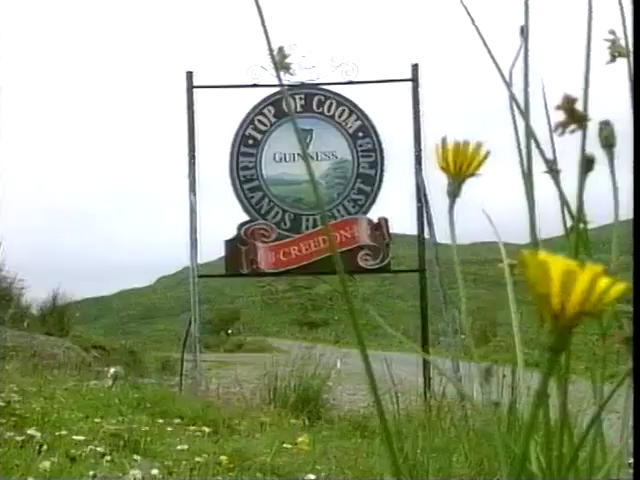 ·TOP OF COOM·
GUINNESS
IRELANDS HIGHEST PUB
CREEDON